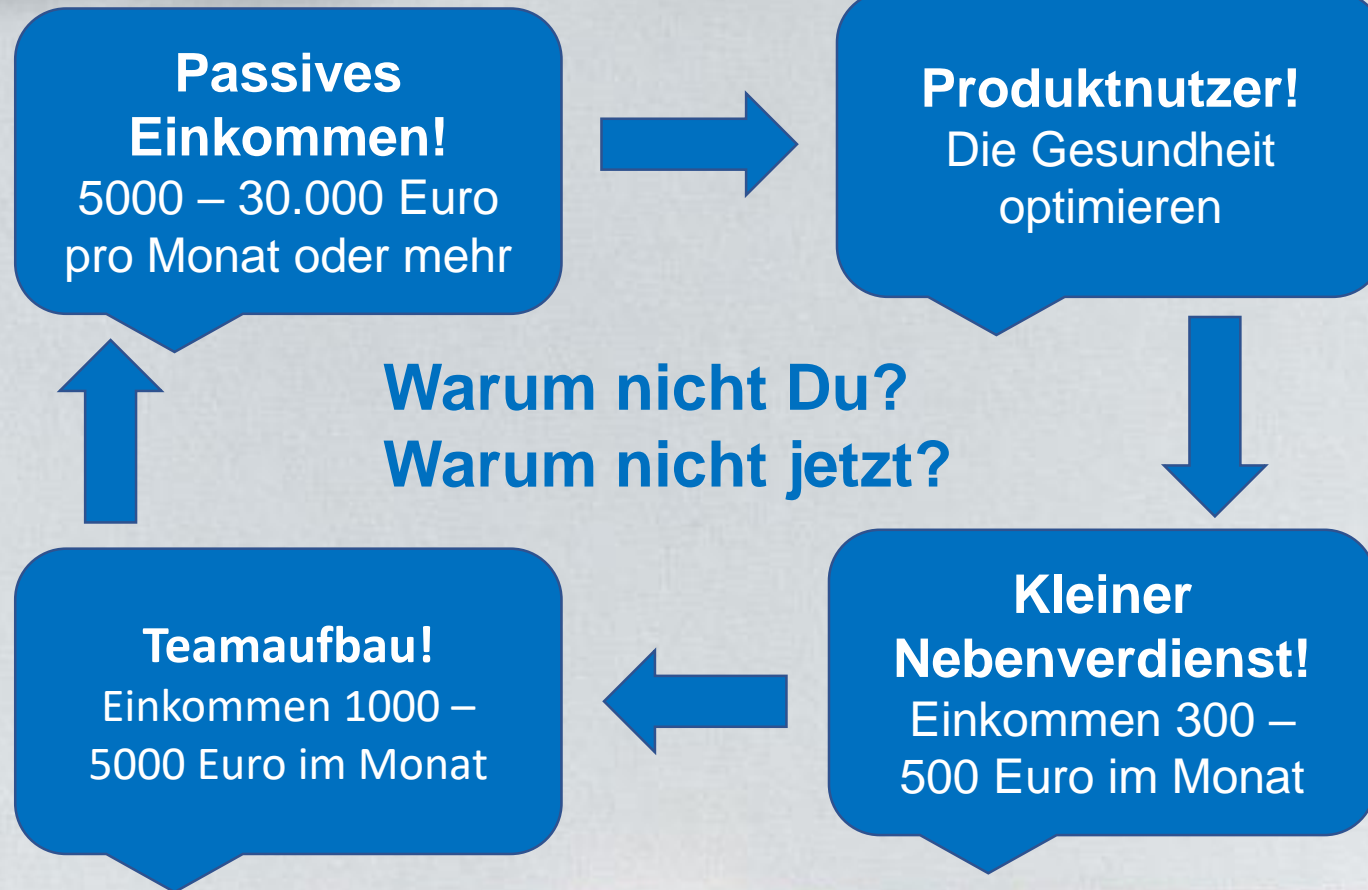 Passives
Einkommen!
5000 – 30.000 Euro
pro Monat oder mehr
Produktnutzer!
Die Gesundheit
optimieren
Warum nicht Du?
Warum nicht jetzt?
Teamaufbau!
Einkommen 1000 –
5000 Euro im Monat
Kleiner
Nebenverdienst!
Einkommen 300 –
500 Euro im Monat